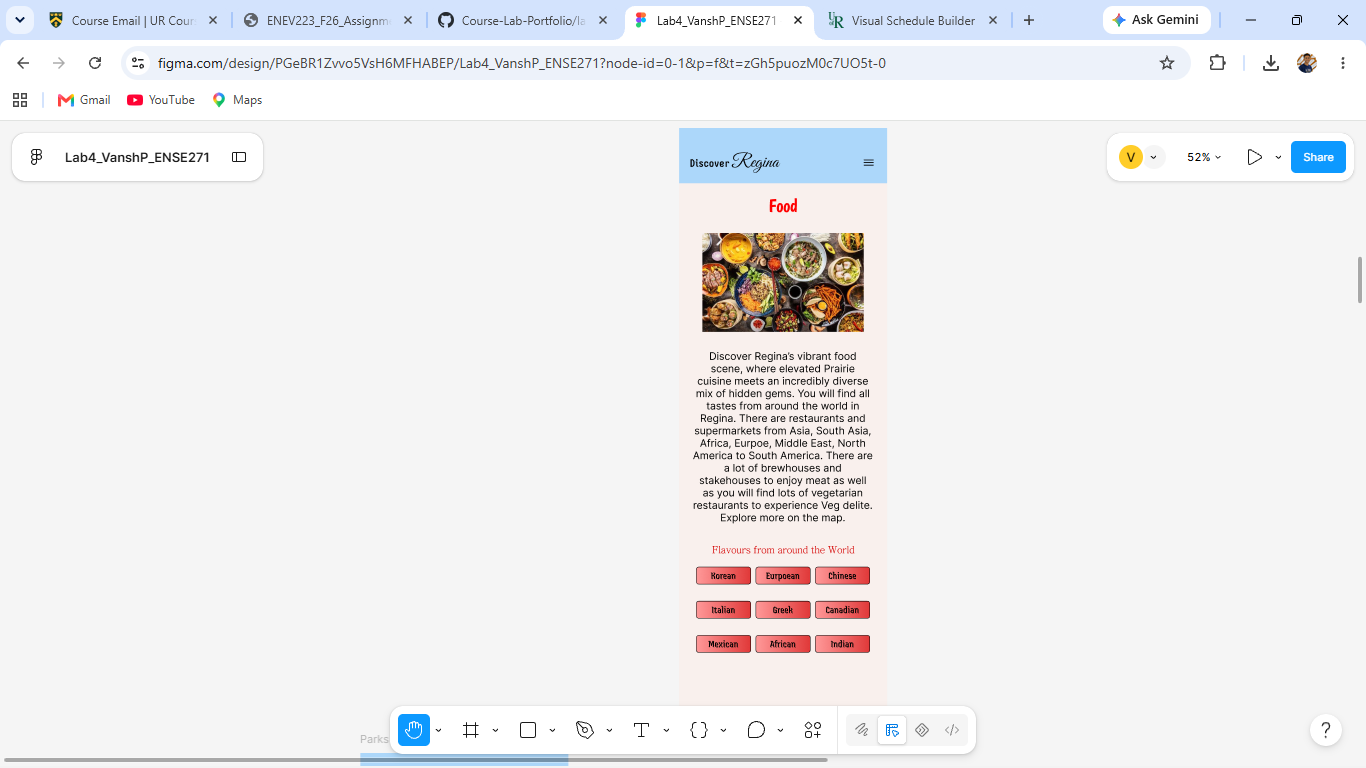 Course Email | UR Cour
ENEV223_F26_Assignm
Course-Lab-Portfolio/la
Lab4_VanshP_ENSE271
Visual Schedule Builder
Ask Gemini
figma.com/design/PGeBR1Zvvo5VsH6MFHABEP/Lab4_VanshP_ENSE271?node-id=0-1&p=f&t=zGh5puozM0c7UO5t-0
Gmail
YouTube
Maps
Lab4_VanshP_ENSE271
V
52%
Share
Discover Regina
Food
Discover Regina's vibrant food
scene, where elevated Prairie
cuisine meets an incredibly diverse
mix of hidden gems. You will find all
tastes from around the world in
Regina. There are restaurants and
supermarkets from Asia, South Asia,
Africa, Eurpoe, Middle East, North
America to South America. There are
a lot of brewhouses and
stakehouses to enjoy meat as well
as you will find lots of vegetarian
restaurants to experience Veg delite.
Explore more on the map.
Flavours from around the World
Korean Eurpoean Chinese
Italian Greek Canadian
Mexican African Indian
Parks